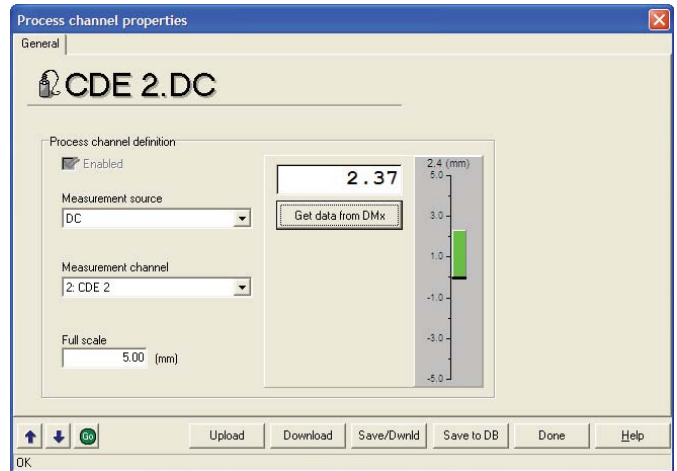 Process channel properties
General
CDE 2.DC
Process channel definition
Enabled
Measurement source
DC
Measurement channel
2: CDE 2
Full scale
5.00 (mm)
2.37
Get data from DMx
2.4 (mm)
5.0
3.0
1.0
-1.0
-3.0
-5.0
Go
Upload
Download
Save/Dwnld
Save to DB
Done
Help
OK